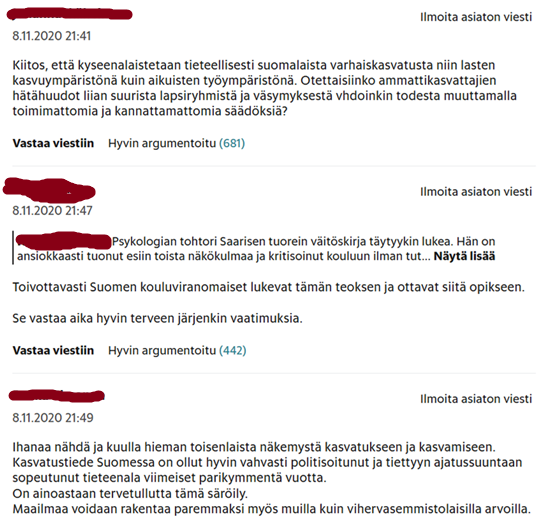 Ilmoita asiaton viesti
8.11.2020 21:41
Kiitos, että kyseenalaistetaan tieteellisesti suomalaista varhaiskasvatusta niin lasten
kasvuympäristönä kuin aikuisten työympäristönä. Otettaisiinko ammattikasvattajien
hätähuudot liian suurista lapsiryhmistä ja väsymyksestä vhdoinkin todesta muuttamalla
toimimattomia ja kannattamattomia säädöksiä?
Vastaa viestiin Hyvin argumentoitu (681)
Ilmoita asiaton viesti
8.11.2020 21:47
Psykologian tohtori Saarisen tuorein väitöskirja täytyykin lukea. Hän on
ansiokkaasti tuonut esiin toista näkökulmaa ja kritisoinut kouluun ilman tut... Näytä lisää
Toivottavasti Suomen kouluviranomaiset lukevat tämän teoksen ja ottavat siitä opikseen.
Se vastaa aika hyvin terveen järjenkin vaatimuksia.
Vastaa viestiin Hyvin argumentoitu (442)
Ilmoita asiaton viesti
8.11.2020 21:49
Ihanaa nähdä ja kuulla hieman toisenlaista näkemystä kasvatukseen ja kasvamiseen.
Kasvatustiede Suomessa on ollut hyvin vahvasti politisoitunut ja tiettyyn ajatussuuntaan
sopeutunut tieteenala viimeiset parikymmentä vuotta.
On ainoastaan tervetullutta tämä säröily.
Maailmaa voidaan rakentaa paremmaksi myös muilla kuin vihervasemmistolaisilla arvoilla.